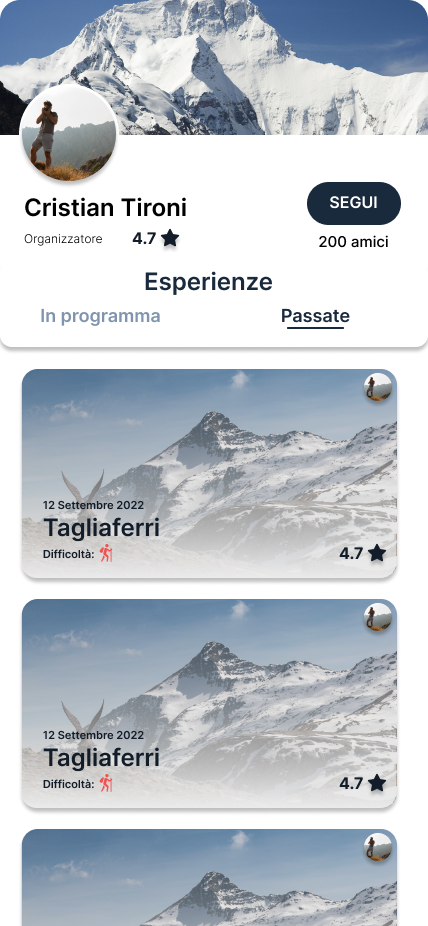 Cristian Tironi
SEGUI
Organizzatore
4.7
200 amici
Esperienze
In programma
Passate
12 Settembre 2022
Tagliaferri
Difficoltà:
4.7
12 Settembre 2022
Tagliaferri
Difficoltà:
4.7